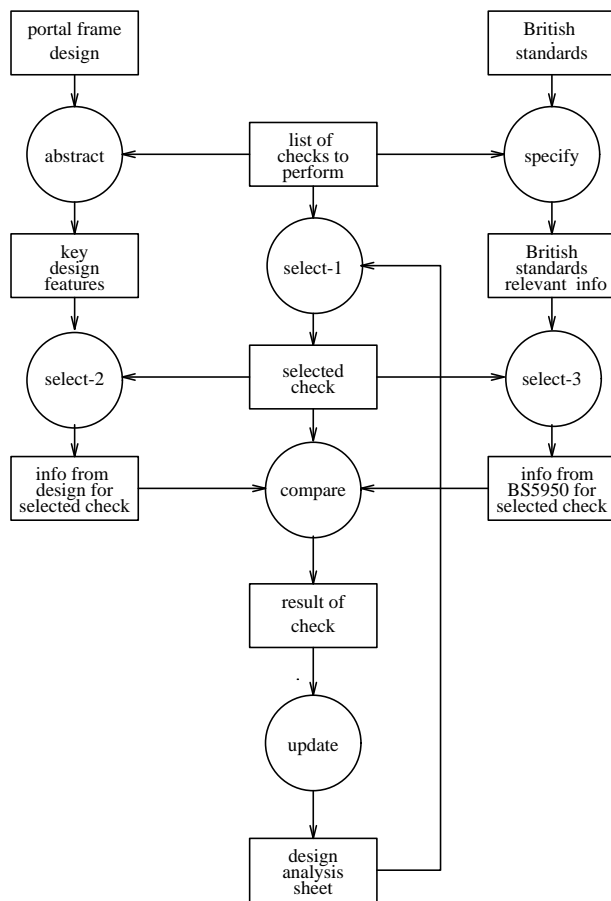 portal frame
design
British
standards
abstract
list of
checks to
perform
specify
key
design
features
select-1
British
standards
relevant info
select-2
selected
check
select-3
info from
design for
selected check
compare
info from
BS5950 for
selected check
result of
check
update
design
analysis
sheet